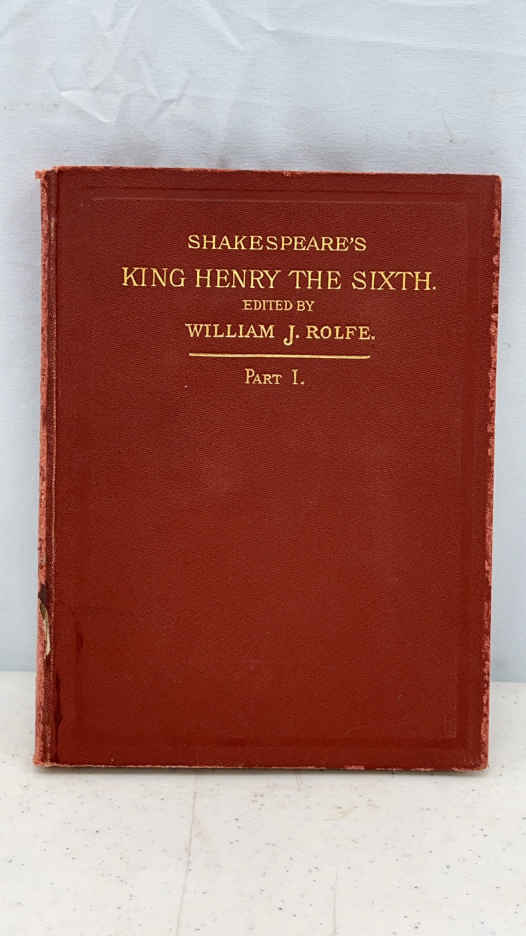 SHAKESPEARE'S
KING HENRY THE SIXTH.
EDITED BY
WILLIAM J. ROLFE.
PART I.